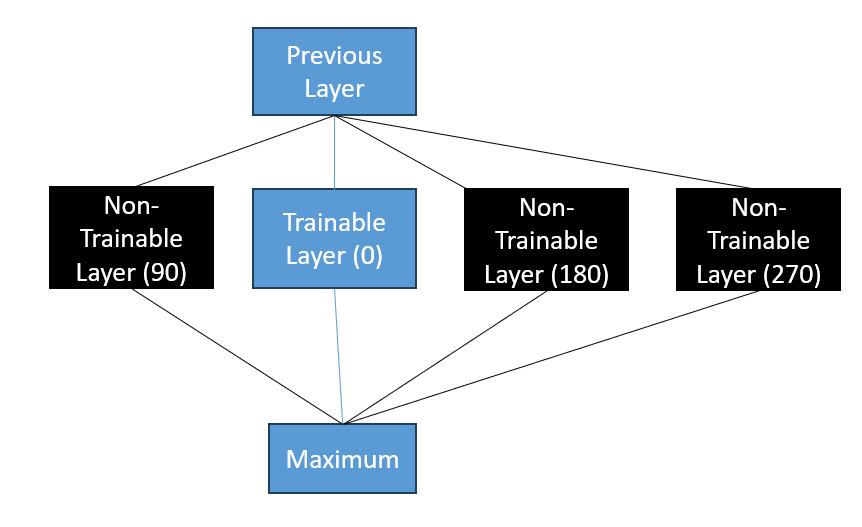 Previous
Layer
Non-
Trainable
Layer (90)
Trainable
Layer (0)
Non-
Trainable
Layer (180)
Non-
Trainable
Layer (270)
Maximum